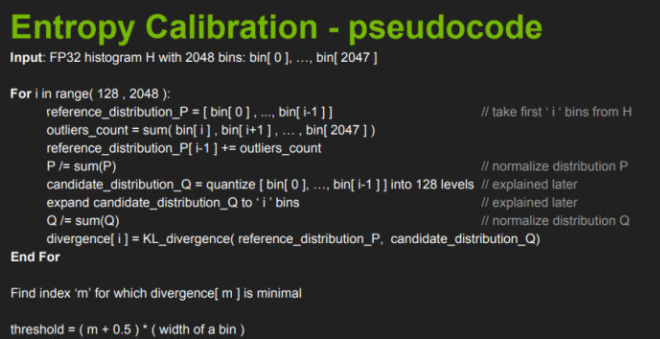 Entropy Calibration - pseudocode
Input: FP32 histogram H with 2048 bins: bin[ 0 ], …, bin[ 2047 ]
For i in range( 128 , 2048 ):
reference_distribution_P = [ bin[ 0 ] , ..., bin[ i-1 ] ] // take first ‘ i ‘ bins from H
outliers_count = sum( bin[ i ] , bin[ i+1 ] , … , bin[ 2047 ] )
reference_distribution_P[ i-1 ] += outliers_count
P /= sum(P) // normalize distribution P
candidate_distribution_Q = quantize [ bin[ 0 ], …, bin[ i-1 ] ] into 128 levels // explained later
expand candidate_distribution_Q to ‘ i ’ bins // explained later
Q /= sum(Q) // normalize distribution Q
divergence[ i ] = KL_divergence( reference_distribution_P, candidate_distribution_Q)
End For
Find index ‘m’ for which divergence[ m ] is minimal
threshold = ( m + 0.5 ) * ( width of a bin )